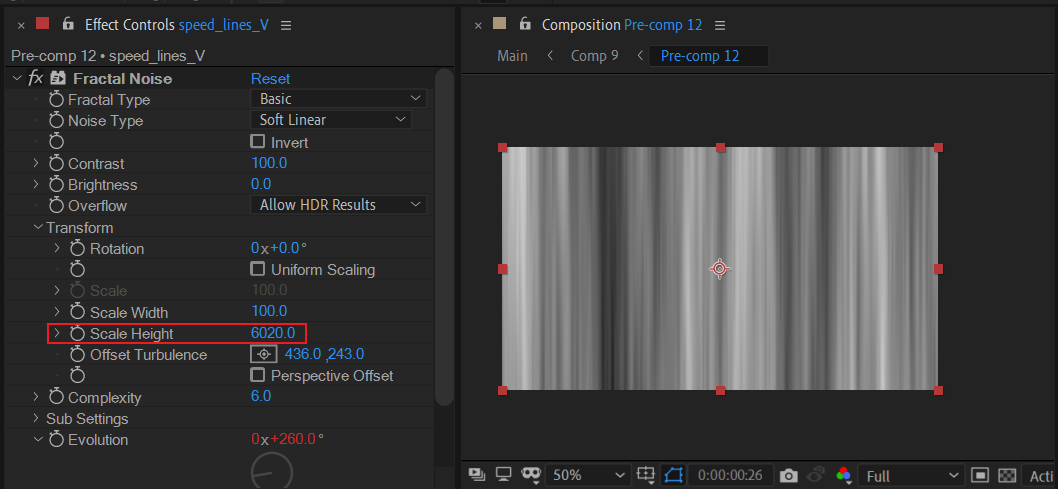 Effect Controls speed_lines_V
Pre-comp 12 • speed_lines_V
fx Fractal Noise Reset
Fractal Type Basic
Noise Type Soft Linear
Invert
Contrast 100.0
Brightness 0.0
Overflow Allow HDR Results
Transform
Rotation 0x+0.0°
Uniform Scaling
Scale 100.0
Scale Width 100.0
Scale Height 6020.0
Offset Turbulence 436.0 ,243.0
Perspective Offset
Complexity 6.0
Sub Settings
Evolution 0x+260.0°
Composition Pre-comp 12
Main Comp 9 Pre-comp 12
50% 0:00:00:26 Full Acti